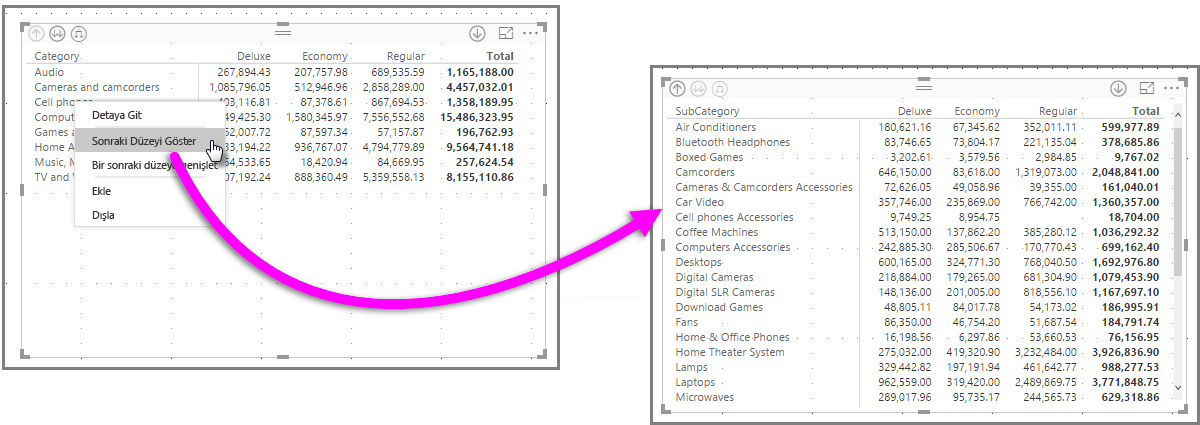 Category Deluxe Economy Regular Total
Audio 267,894.43 207,757.98 689,535.59 1,165,188.00
Cameras and camcorders 1,085,796.05 512,946.96 2,858,289.00 4,457,032.01
Cell phones 403,116.81 87,378.61 867,694.53 1,358,189.95
Comput 49,425.30 1,580,345.97 7,556,552.68 15,486,323.95
Games a 52,007.72 87,597.34 57,157.87 196,762.93
Home A 33,194.22 936,767.07 4,794,779.89 9,564,741.18
Music, M 54,533.65 18,420.94 84,669.95 257,624.54
TV and V 07,192.24 888,360.49 5,359,558.13 8,155,110.86
Detaya Git
Sonraki Düzeyi Göster
Bir sonraki düzeye genişlet
Ekle
Dışla
SubCategory Deluxe Economy Regular Total
Air Conditioners 180,621.16 67,345.62 352,011.11 599,977.89
Bluetooth Headphones 83,746.65 73,804.17 221,135.04 378,685.86
Boxed Games 3,202.61 3,579.56 2,984.85 9,767.02
Camcorders 646,150.00 83,618.00 1,319,073.00 2,048,841.00
Cameras & Camcorders Accessories 72,626.05 49,058.96 39,355.00 161,040.01
Car Video 357,746.00 235,869.00 766,742.00 1,360,357.00
Cell phones Accessories 9,749.25 8,954.75 18,704.00
Coffee Machines 513,150.00 137,862.20 385,280.12 1,036,292.32
Computers Accessories 242,885.30 285,506.67 170,770.43 699,162.40
Desktops 600,165.00 324,771.30 768,040.50 1,692,976.80
Digital Cameras 218,884.00 179,265.00 681,304.90 1,079,453.90
Digital SLR Cameras 148,136.00 201,005.00 818,556.10 1,167,697.10
Download Games 48,805.11 84,017.78 54,173.02 186,995.91
Fans 86,350.00 46,754.20 51,687.54 184,791.74
Home & Office Phones 16,198.56 6,297.86 53,660.53 76,156.95
Home Theater System 275,032.00 419,320.90 3,232,484.00 3,926,836.90
Lamps 329,442.82 197,191.94 461,642.77 988,277.53
Laptops 962,559.00 319,420.00 2,489,869.75 3,771,848.75
Microwaves 289,017.96 95,735.17 244,565.73 629,318.86